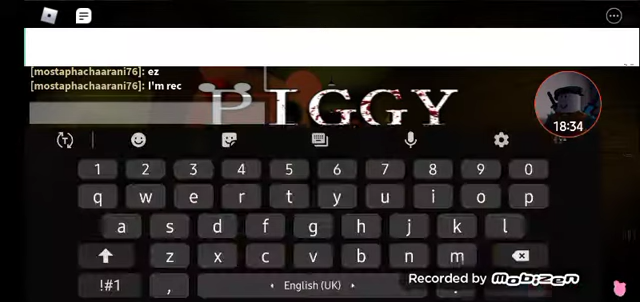 [mostaphachaarani76]: ez
[mostaphachaarani76]: I'm rec
PIGGY
18:34
1 2 3 4 5 6 7 8 9 0
q w e r t y u i o p
a s d f g h j k l
z x c v b n m
!#1 , English (UK) .
Recorded by Mobizen